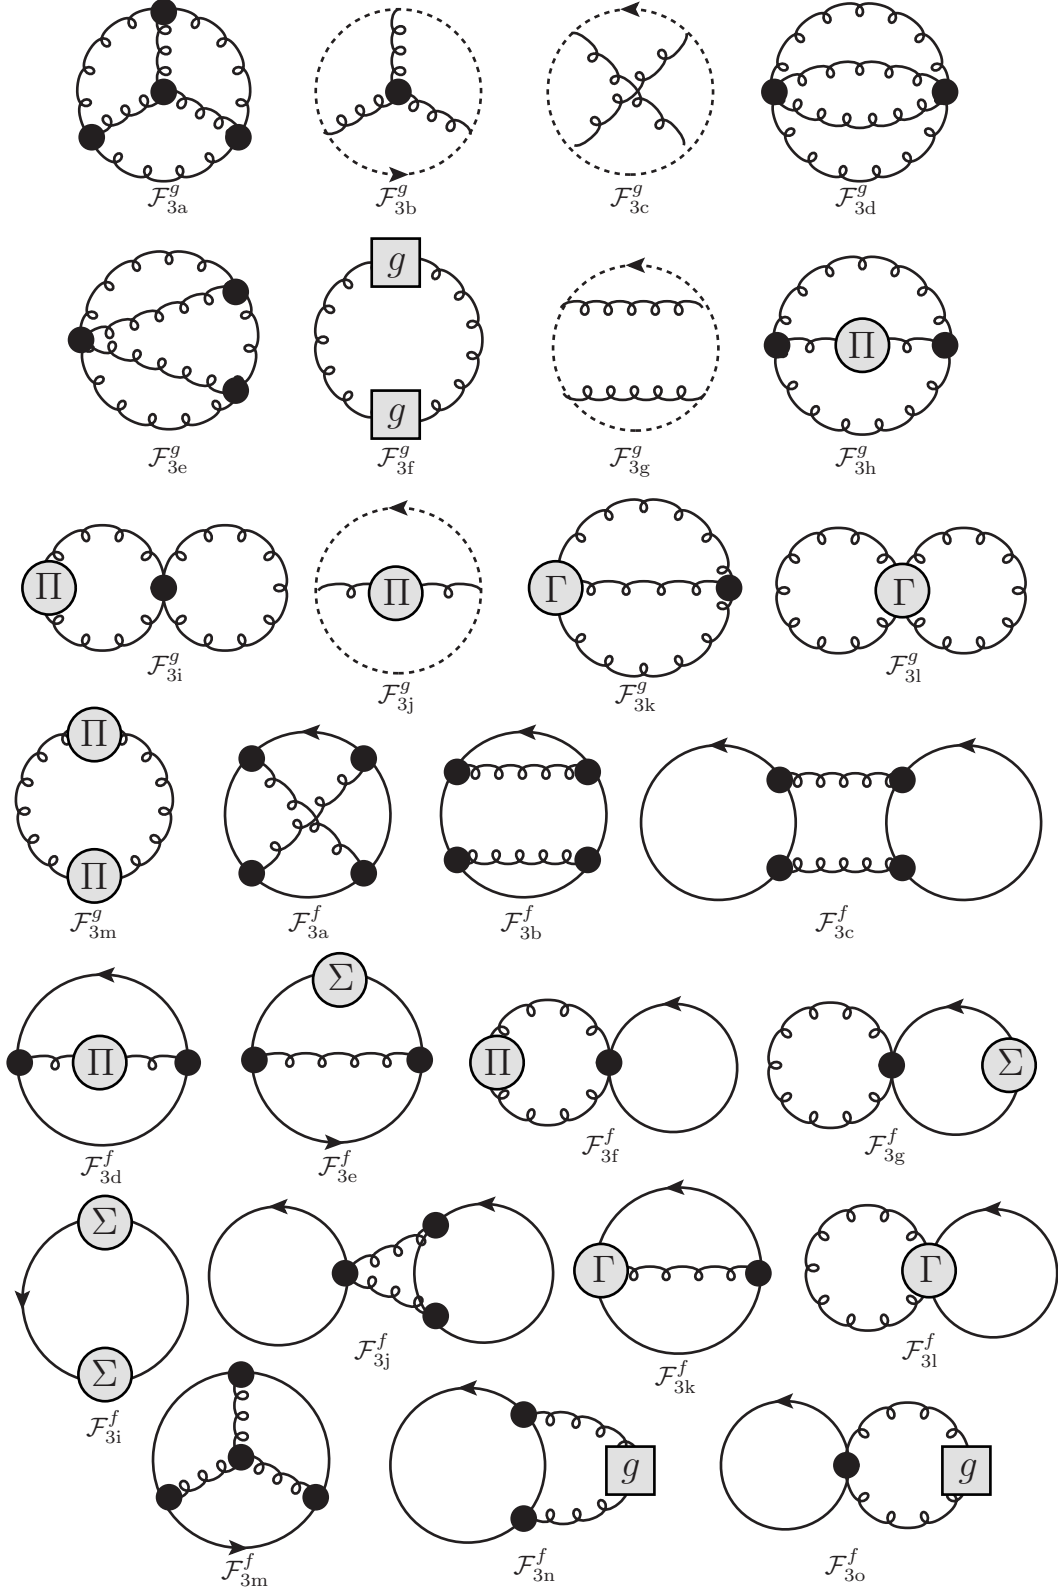 ℱ^g_3a ℱ^g_3b ℱ^g_3c ℱ^g_3d
g
g
ℱ^g_3e ℱ^g_3f ℱ^g_3g ℱ^g_3h
Π
Π Π Γ Γ
ℱ^g_3i ℱ^g_3j ℱ^g_3k ℱ^g_3l
Π
Π
ℱ^g_3m ℱ^f_3a ℱ^f_3b ℱ^f_3c
Σ
Π Π Σ
ℱ^f_3d ℱ^f_3e ℱ^f_3f ℱ^f_3g
Σ
Γ Γ
Σ
ℱ^f_3i ℱ^f_3j ℱ^f_3k ℱ^f_3l
g g
ℱ^f_3m ℱ^f_3n ℱ^f_3o